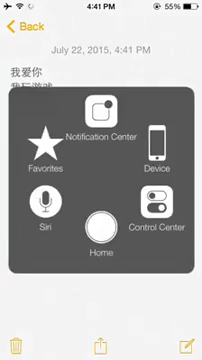 4:41 PM
55%
Back
July 22, 2015, 4:41 PM
我爱你
Notification Center
Favorites
Device
Siri
Control Center
Home